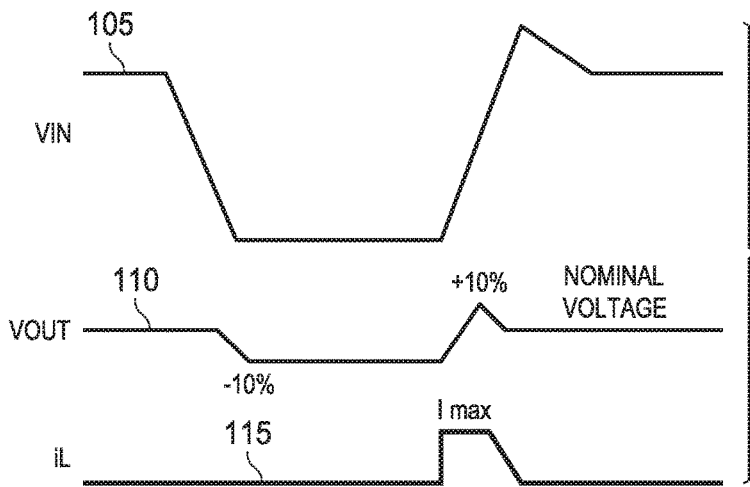 105
VIN
110
+10%
NOMINAL
VOLTAGE
VOUT
-10%
I max
115
iL